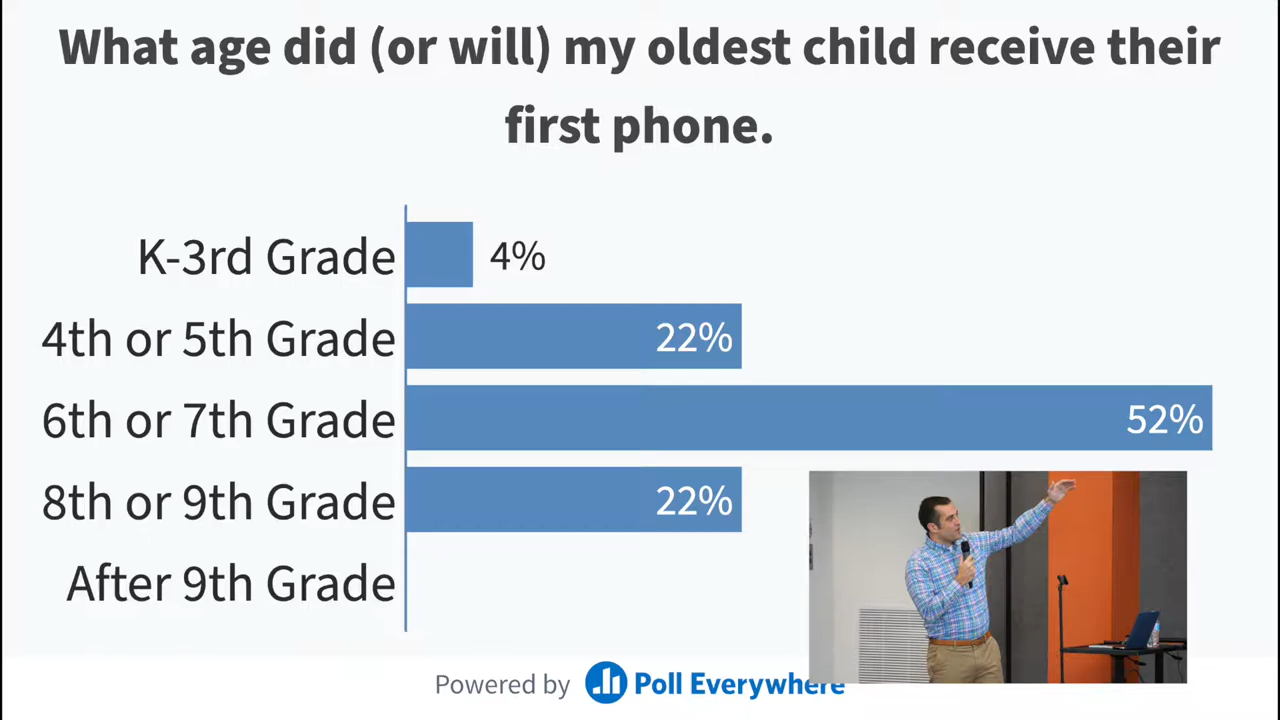 What age did (or will) my oldest child receive their
first phone.
K-3rd Grade 4%
4th or 5th Grade 22%
6th or 7th Grade 52%
8th or 9th Grade 22%
After 9th Grade
Powered by Poll Everywhere